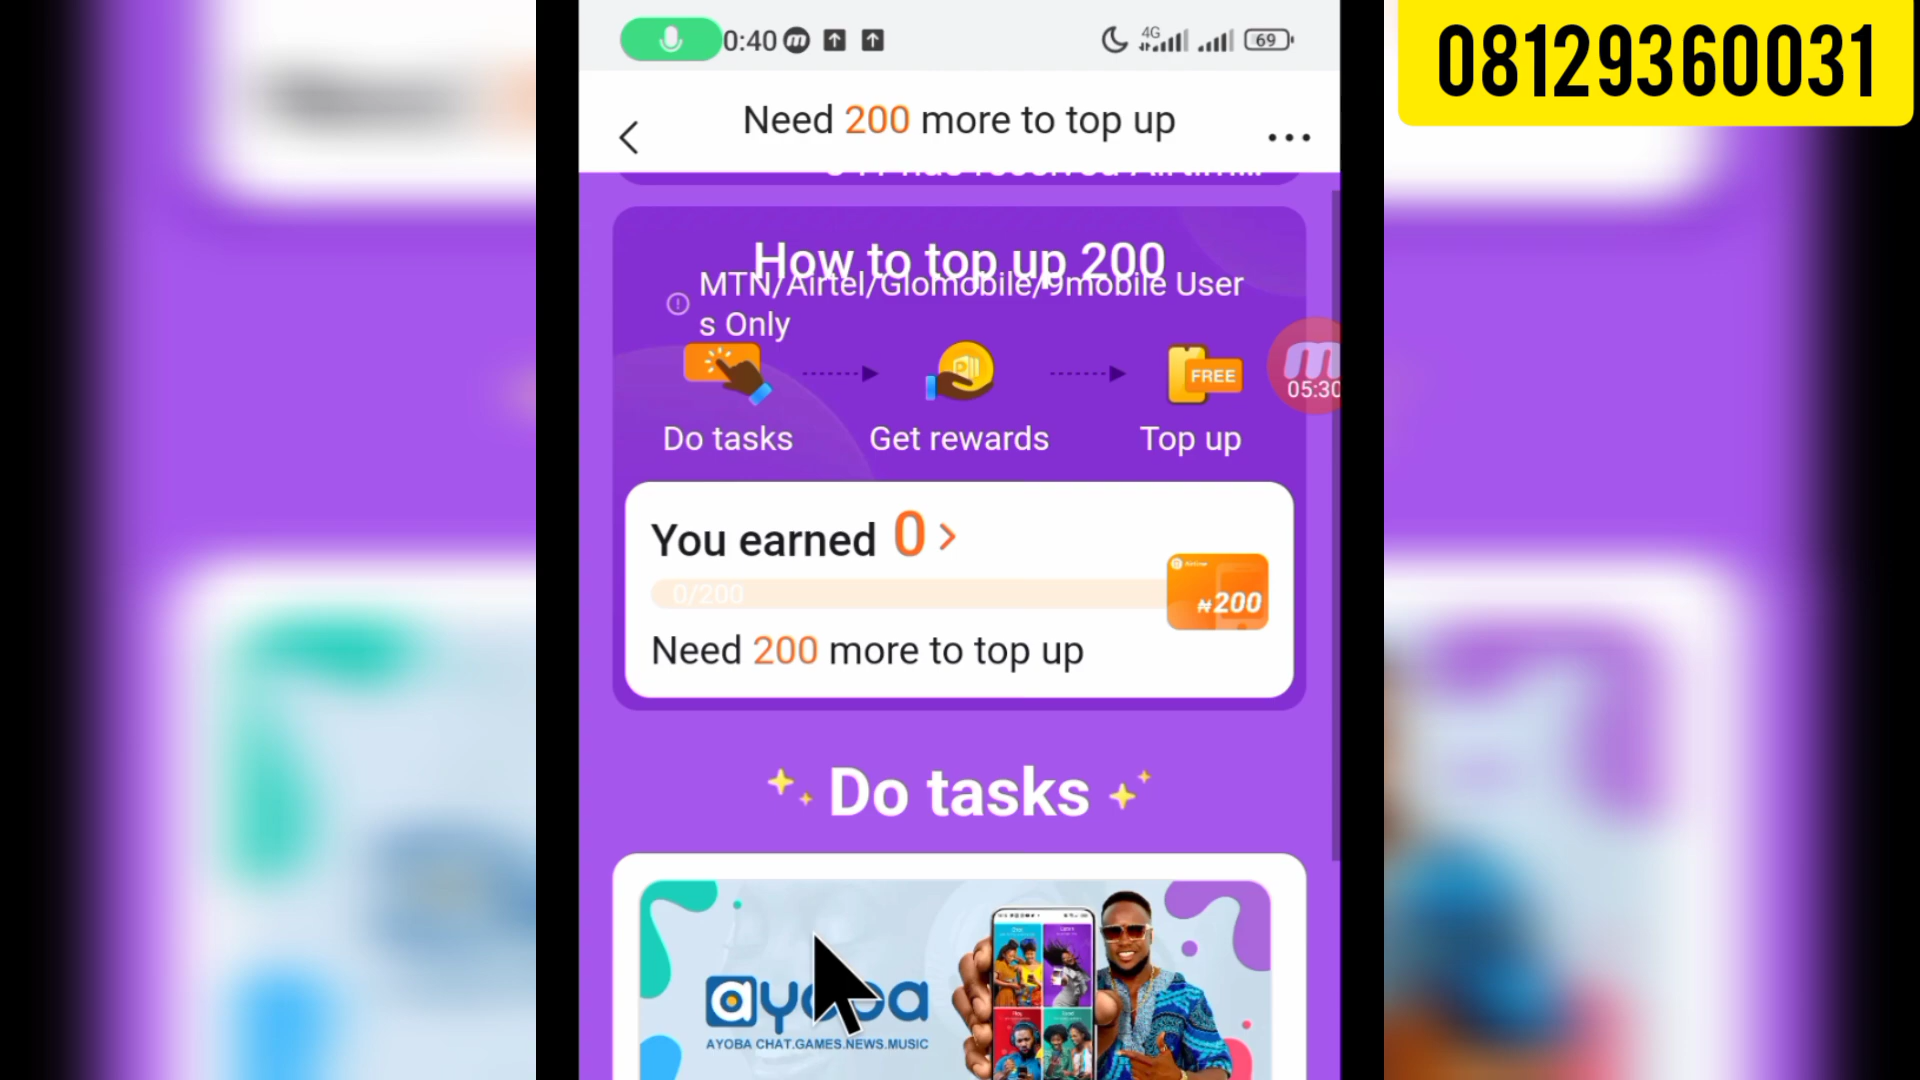 08129360031
0:40
4G
69
Need 200 more to top up
How to top up 200
MTN/Airtel/Glomobile/9mobile User
s Only
FREE
05:30
Do tasks
Get rewards
Top up
You earned 0 >
0/200
₦200
Need 200 more to top up
Do tasks
AYOBA CHAT.GAMES.NEWS.MUSIC